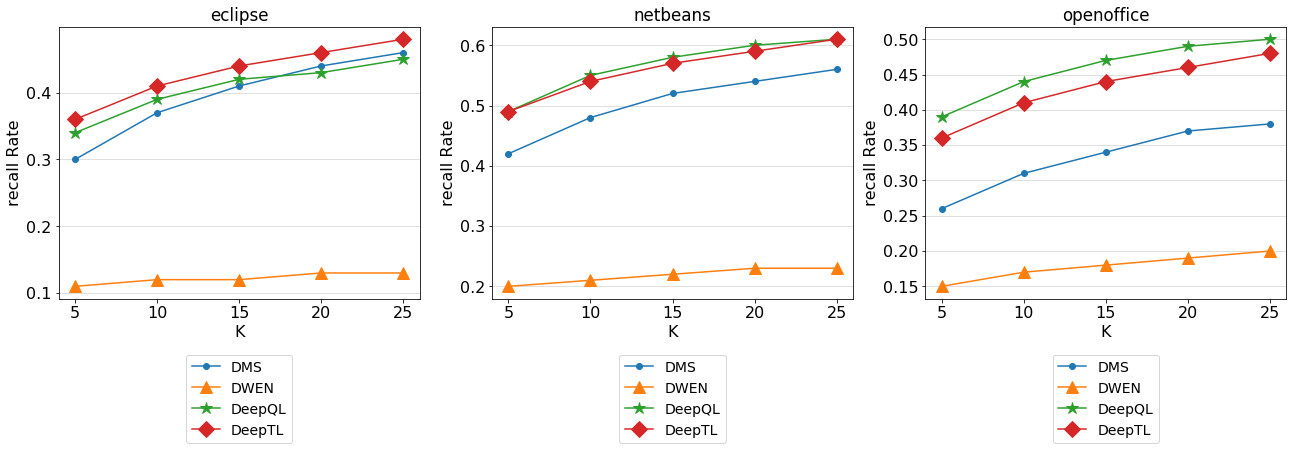 eclipse
recall Rate
0.4
0.3
0.2
0.1
5 10 15 20 25
K
DMS
DWEN
DeepQL
DeepTL
netbeans
recall Rate
0.6
0.5
0.4
0.3
0.2
5 10 15 20 25
K
DMS
DWEN
DeepQL
DeepTL
openoffice
recall Rate
0.50
0.45
0.40
0.35
0.30
0.25
0.20
0.15
5 10 15 20 25
K
DMS
DWEN
DeepQL
DeepTL